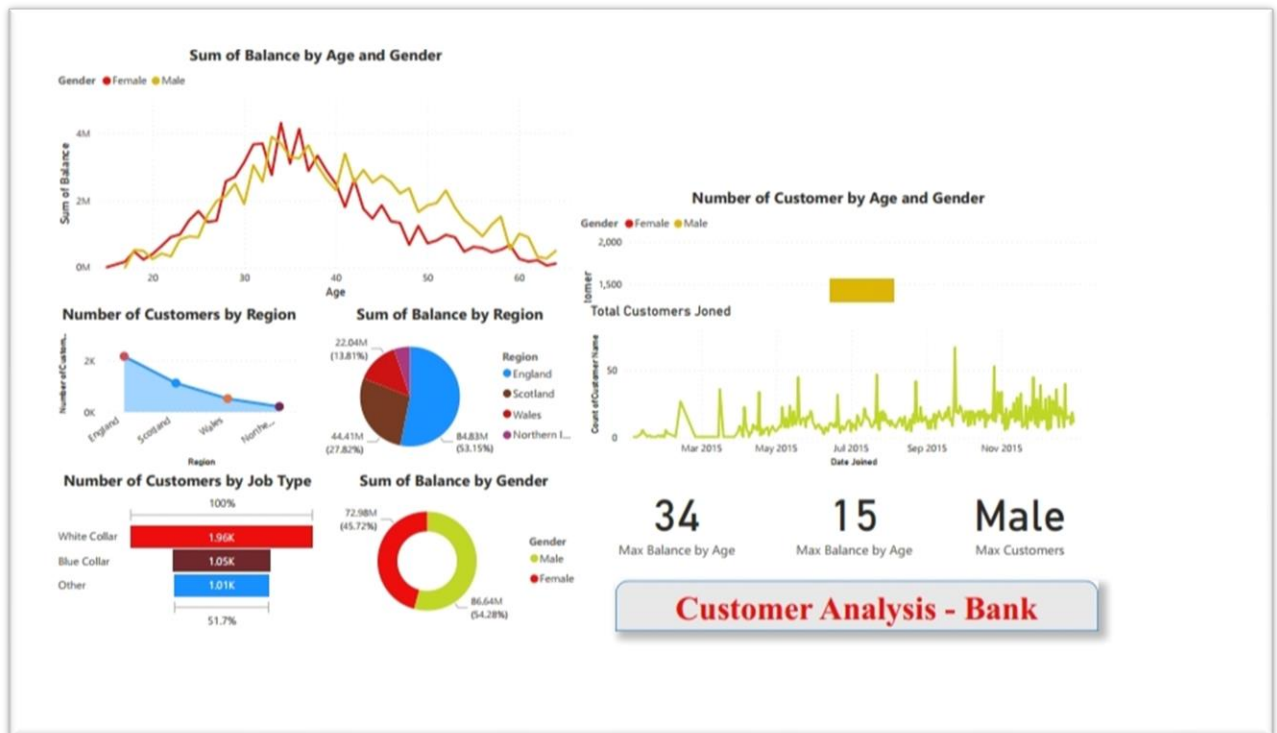 Sum of Balance by Age and Gender
Gender Female Male
Sum of Balance
4M
2M
0M
20 30 40 50 60
Age
Number of Customers by Region
Number of Custom...
2K
0K
England Scotland Wales Northe...
Region
Sum of Balance by Region
22.04M
(13.81%)
44.41M
(27.82%)
84.83M
(53.15%)
Region
England
Scotland
Wales
Northern I...
Number of Customers by Job Type
100%
White Collar 1.96K
Blue Collar 1.05K
Other 1.01K
51.7%
Sum of Balance by Gender
72.98M
(45.72%)
86.64M
(54.28%)
Gender
Male
Female
Number of Customer by Age and Gender
Gender Female Male
2,000
1,500
tomer
Total Customers Joned
Count of Customer Name
50
0
Mar 2015 May 2015 Jul 2015 Sep 2015 Nov 2015
Date Joined
34 15 Male
Max Balance by Age Max Balance by Age Max Customers
Customer Analysis - Bank